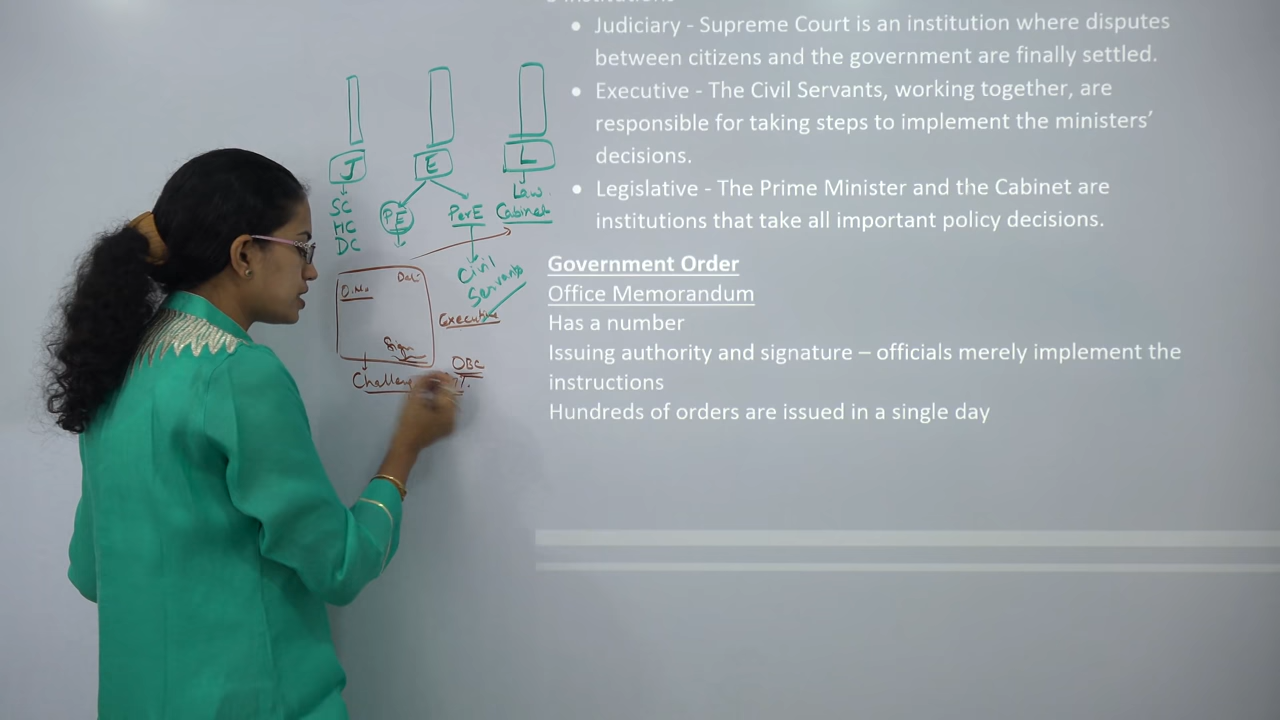 J E L
SC
HC
DC
PE
PerE
Law
Cabinet
Civil
Servants
O.M.
Executive
Sign
OBC
• Judiciary - Supreme Court is an institution where disputes
between citizens and the government are finally settled.
• Executive - The Civil Servants, working together, are
responsible for taking steps to implement the ministers’
decisions.
• Legislative - The Prime Minister and the Cabinet are
institutions that take all important policy decisions.
Government Order
Office Memorandum
Has a number
Issuing authority and signature – officials merely implement the
instructions
Hundreds of orders are issued in a single day